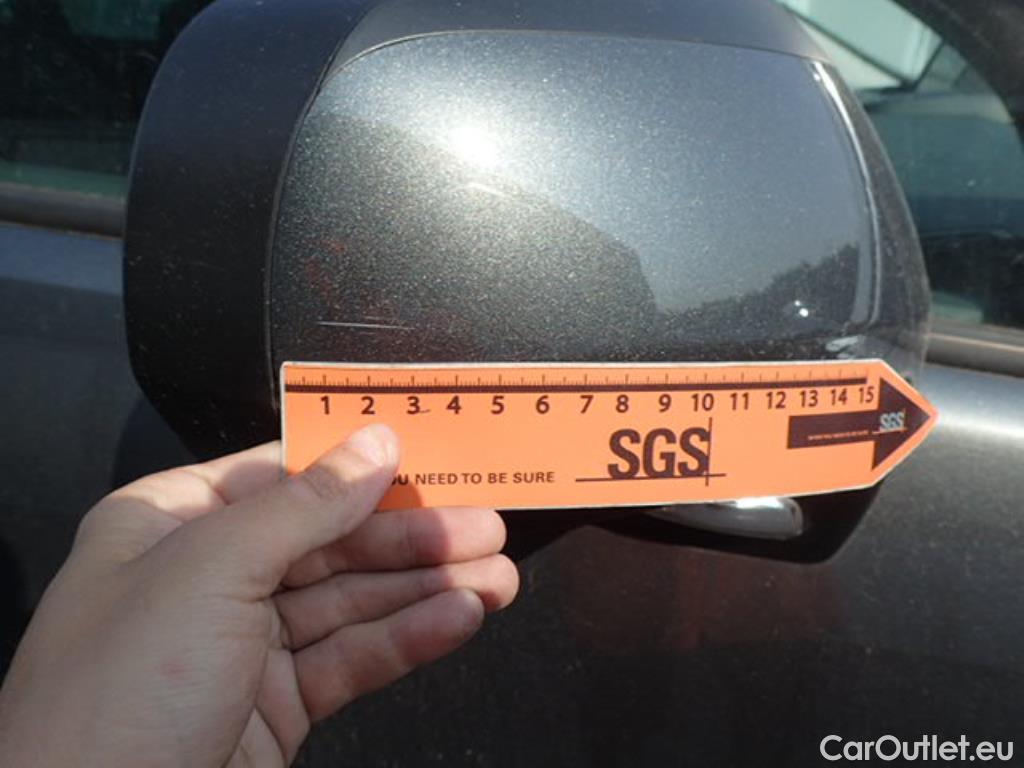 1 2 3 4 5 6 7 8 9 10 11 12 13 14 15
SGS
SGS
NEED TO BE SURE
CarOutlet.eu